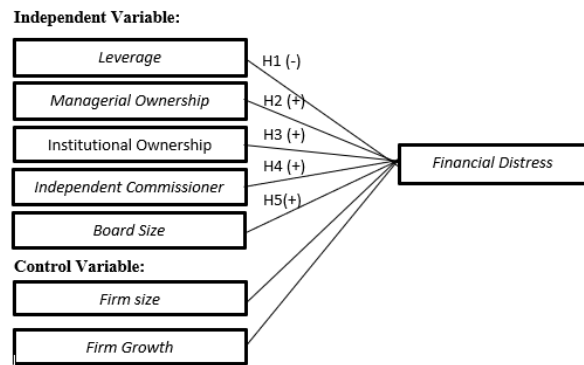 Independent Variable:
Leverage
H1 (-)
Managerial Ownership
H2 (+)
Institutional Ownership
H3 (+)
Independent Commissioner
H4 (+)
Financial Distress
Board Size
H5(+)
Control Variable:
Firm size
Firm Growth